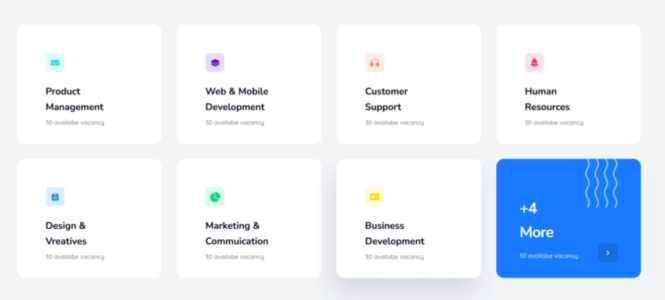 Product
Management
30 availabe vacancy
Web & Mobile
Development
30 availabe vacancy
Customer
Support
30 availabe vacancy
Human
Resources
30 availabe vacancy
Design &
Vreatives
30 availabe vacancy
Marketing &
Commuication
30 availabe vacancy
Business
Development
30 availabe vacancy
+4
More
30 availabe vacancy